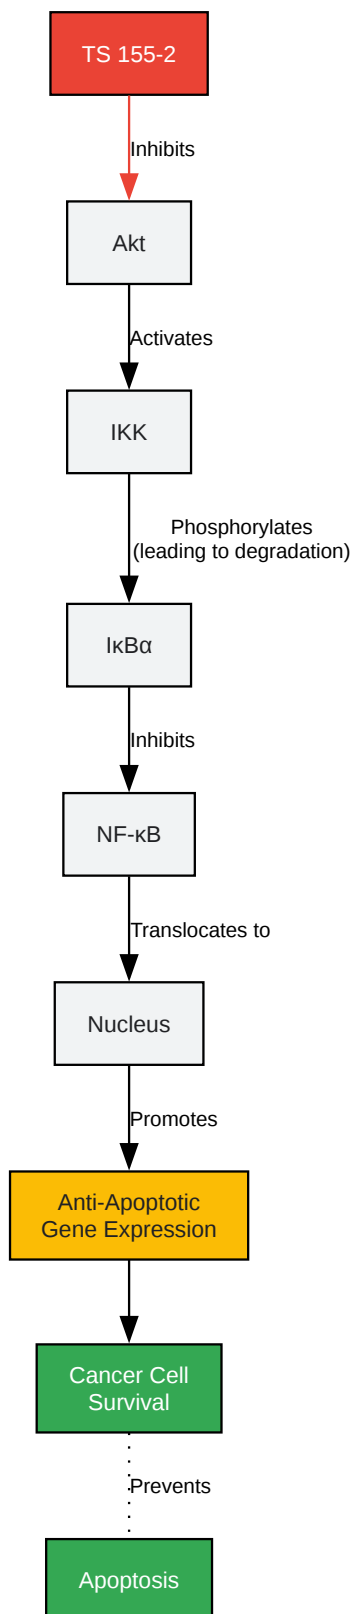 TS 155-2
Inhibits
Akt
Activates
IKK
Phosphorylates
(leading to degradation)
IκBα
Inhibits
NF-κB
Translocates to
Nucleus
Promotes
Anti-Apoptotic
Gene Expression
Cancer Cell
Survival
Prevents
Apoptosis